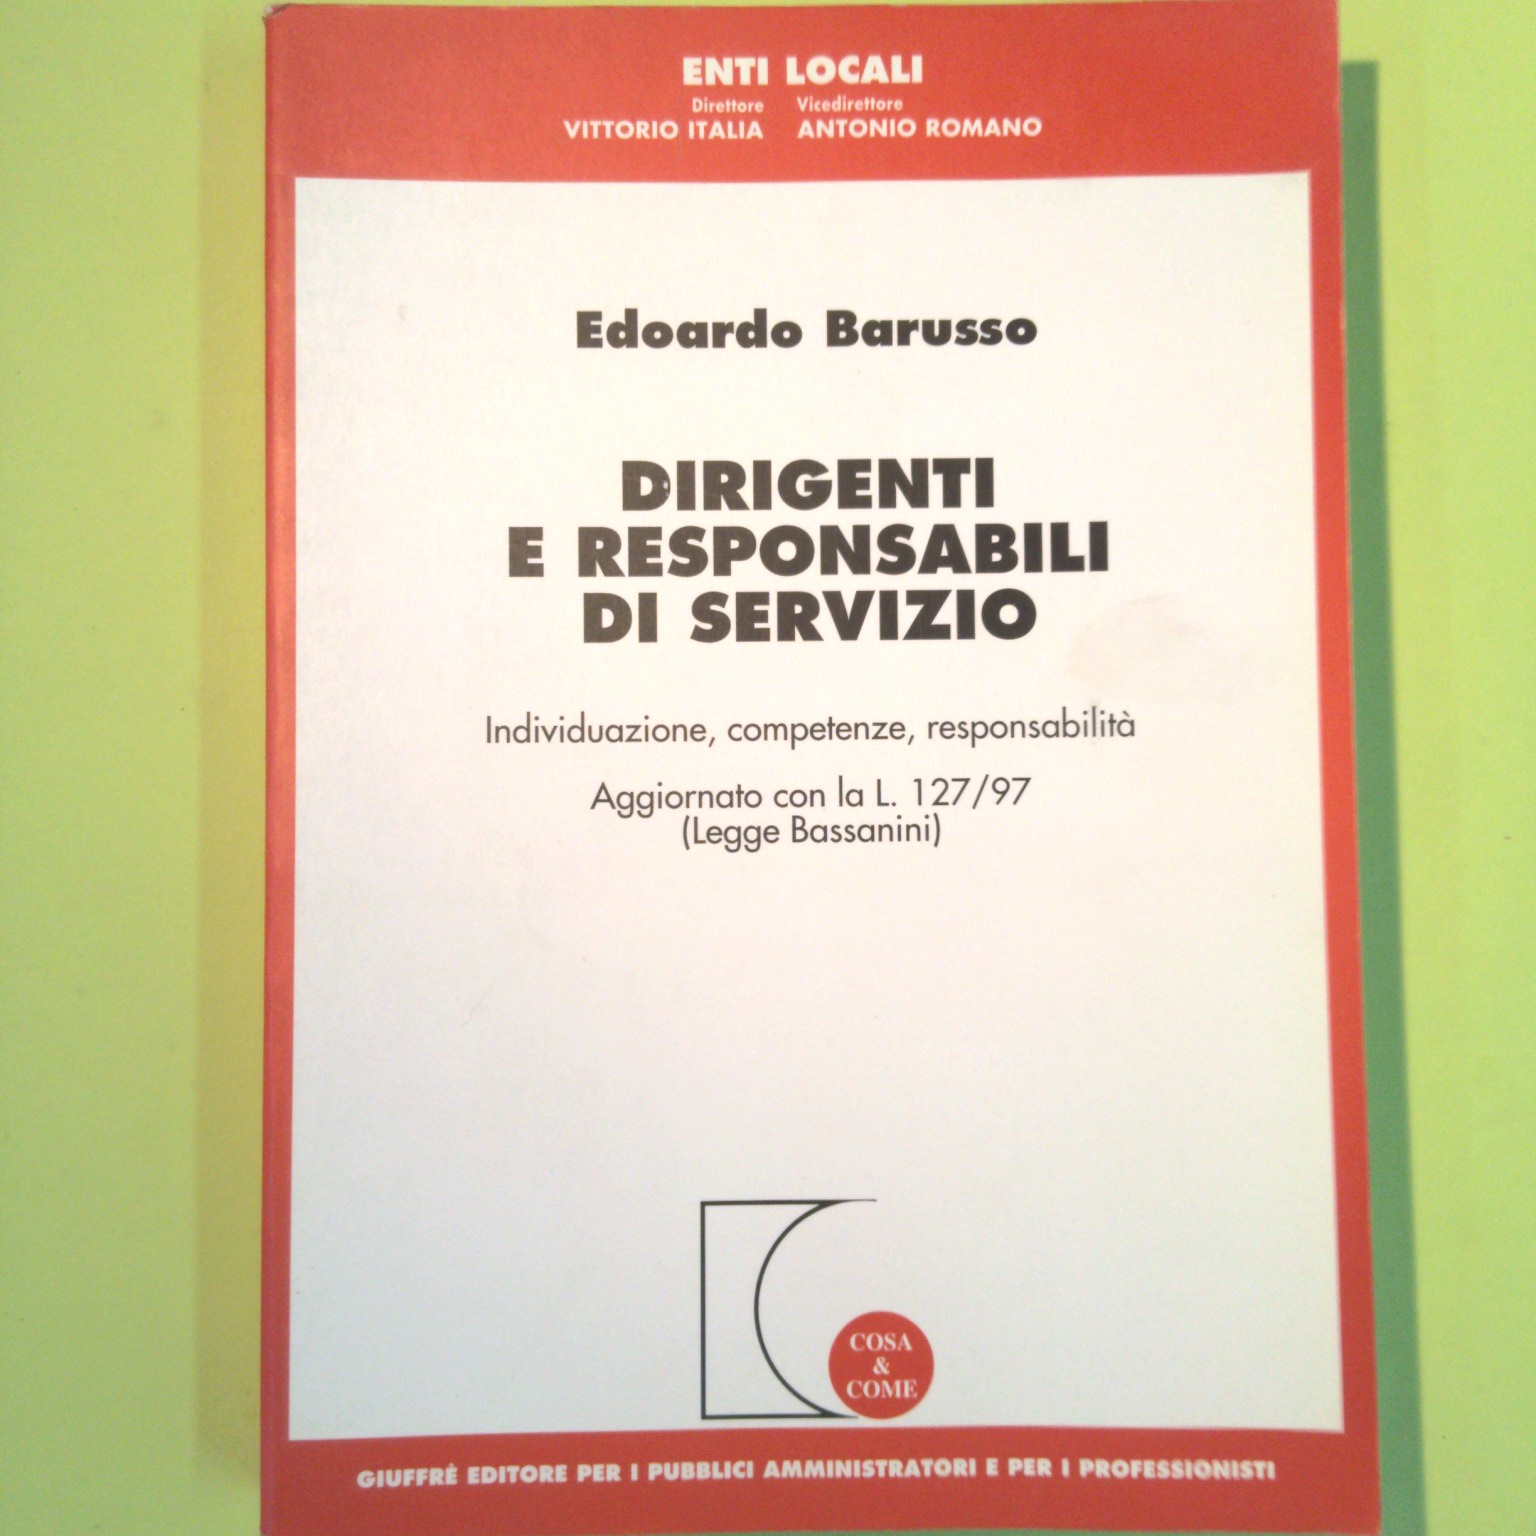 ENTI LOCALI
Direttore Vicedirettore
VITTORIO ITALIA ANTONIO ROMANO
Edoardo Barusso
DIRIGENTI
E RESPONSABILI
DI SERVIZIO
Individuazione, competenze, responsabilità
Aggiornato con la L. 127/97
(Legge Bassanini)
COSA
&
COME
GIUFFRÈ EDITORE PER I PUBBLICI AMMINISTRATORI E PER I PROFESSIONISTI